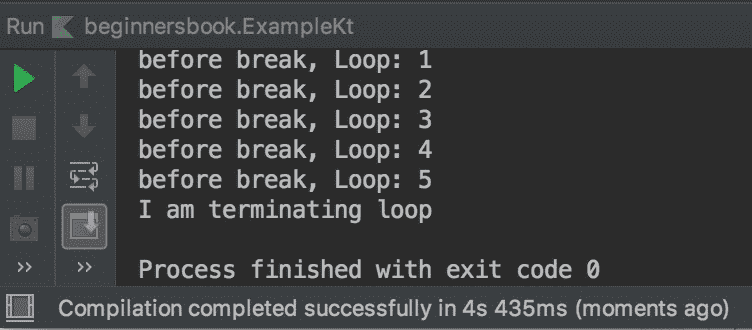 Run beginnersbook.ExampleKt
before break, Loop: 1
before break, Loop: 2
before break, Loop: 3
before break, Loop: 4
before break, Loop: 5
I am terminating loop
Process finished with exit code 0
Compilation completed successfully in 4s 435ms (moments ago)